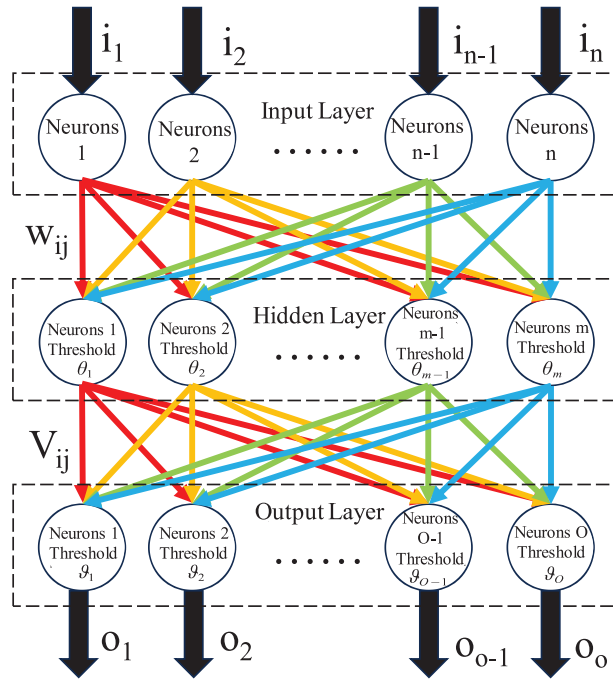 i₁
i₂
iₙ₋₁
iₙ
Input Layer
Neurons
1
Neurons
2
......
Neurons
n-1
Neurons
n
wᵢⱼ
Hidden Layer
Neurons 1
Threshold
θ₁
Neurons 2
Threshold
θ₂
......
Neurons
m-1
Threshold
θₘ₋₁
Neurons m
Threshold
θₘ
Vᵢⱼ
Output Layer
Neurons 1
Threshold
ϑ₁
Neurons 2
Threshold
ϑ₂
......
Neurons
O-1
Threshold
ϑ_{O-1}
Neurons O
Threshold
ϑ_O
o₁
o₂
oₒ₋₁
oₒ